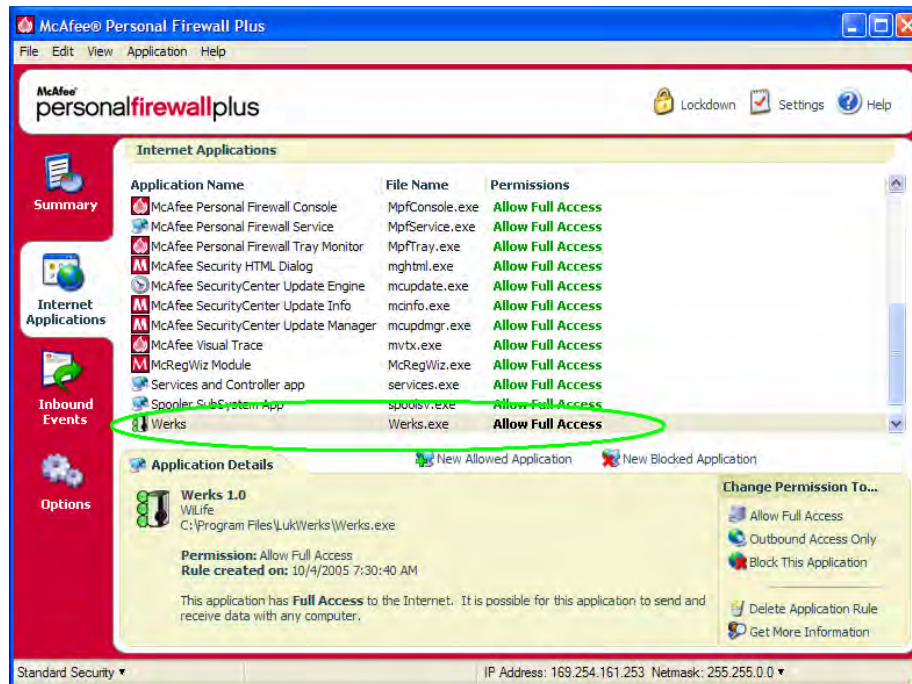 McAfee® Personal Firewall Plus
File Edit View Application Help
McAfee®
personalfirewallplus
Lockdown Settings Help
Summary
Internet Applications
Inbound Events
Options
Internet Applications
Application Name File Name Permissions
McAfee Personal Firewall Console MpfConsole.exe Allow Full Access
McAfee Personal Firewall Service MpfService.exe Allow Full Access
McAfee Personal Firewall Tray Monitor MpfTray.exe Allow Full Access
McAfee Security HTML Dialog mghtml.exe Allow Full Access
McAfee SecurityCenter Update Engine mcupdate.exe Allow Full Access
McAfee SecurityCenter Update Info mcinfo.exe Allow Full Access
McAfee SecurityCenter Update Manager mcupdmgr.exe Allow Full Access
McAfee Visual Trace mvtx.exe Allow Full Access
McRegWiz Module McRegWiz.exe Allow Full Access
Services and Controller app services.exe Allow Full Access
Spooler SubSystem App spoolsv.exe Allow Full Access
Werks Werks.exe Allow Full Access
New Allowed Application New Blocked Application
Application Details
Werks 1.0
WiLife
C:\Program Files\LukWerks\Werks.exe
Permission: Allow Full Access
Rule created on: 10/4/2005 7:30:40 AM
This application has Full Access to the Internet. It is possible for this application to send and
receive data with any computer.
Change Permission To...
Allow Full Access
Outbound Access Only
Block This Application
Delete Application Rule
Get More Information
Standard Security
IP Address: 169.254.161.253 Netmask: 255.255.0.0